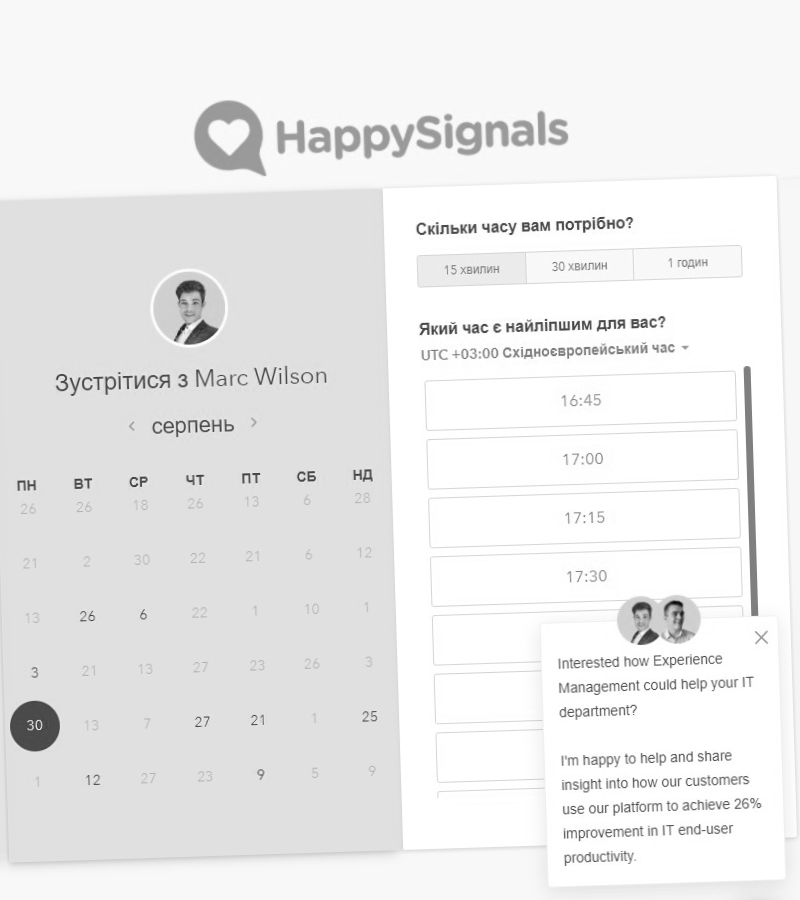 HappySignals
Зустрітися з Marc Wilson
серпень
ПН ВТ СР ЧТ ПТ СБ НД
26 26 18 26 13 6 28
21 2 30 22 21 6 12
13 26 6 22 1 10 1
3 21 13 27 23 26 3
30 13 7 27 21 1 25
1 12 27 23 9 5 9
Скільки часу вам потрібно?
15 хвилин 30 хвилин 1 годин
Який час є найліпшим для вас?
UTC +03:00 Східноєвропейський час
16:45
17:00
17:15
17:30
Interested how Experience
Management could help your IT
department?
I'm happy to help and share
insight into how our customers
use our platform to achieve 26%
improvement in IT end-user
productivity.